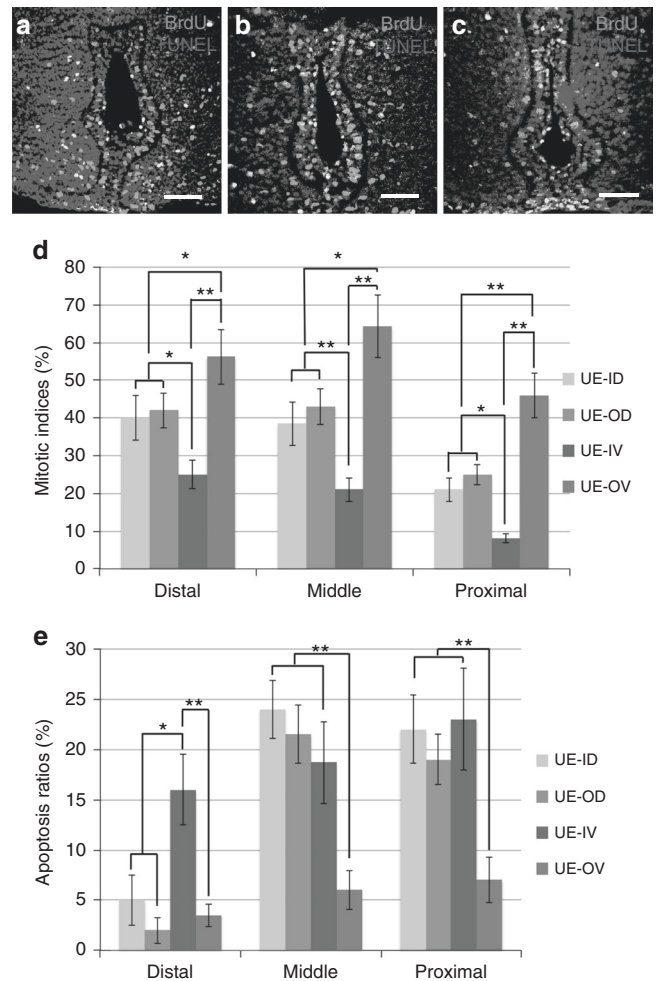 a
BrdU
TUNEL
b
BrdU
TUNEL
c
BrdU
TUNEL
d
Mitotic indices (%)
80
70
60
50
40
30
20
10
0
*
**
*
*
**
**
**
**
*
Distal
Middle
Proximal
UE-ID
UE-OD
UE-IV
UE-OV
e
Apoptosis ratios (%)
30
25
20
15
10
5
0
*
**
**
**
Distal
Middle
Proximal
UE-ID
UE-OD
UE-IV
UE-OV